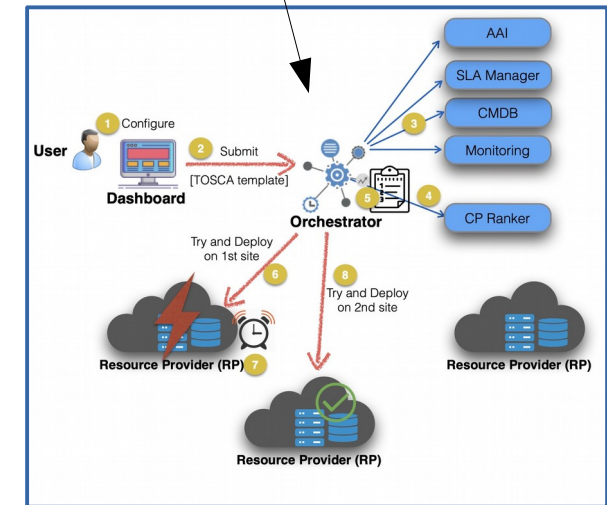 AAI
SLA Manager
CMDB
Monitoring
CP Ranker
1 Configure
User
Dashboard
2 Submit
[TOSCA template]
3
4
5
Orchestrator
Try and Deploy
on 1st site
6
8
Try and Deploy
on 2nd site
Resource Provider (RP)
7
Resource Provider (RP)
Resource Provider (RP)